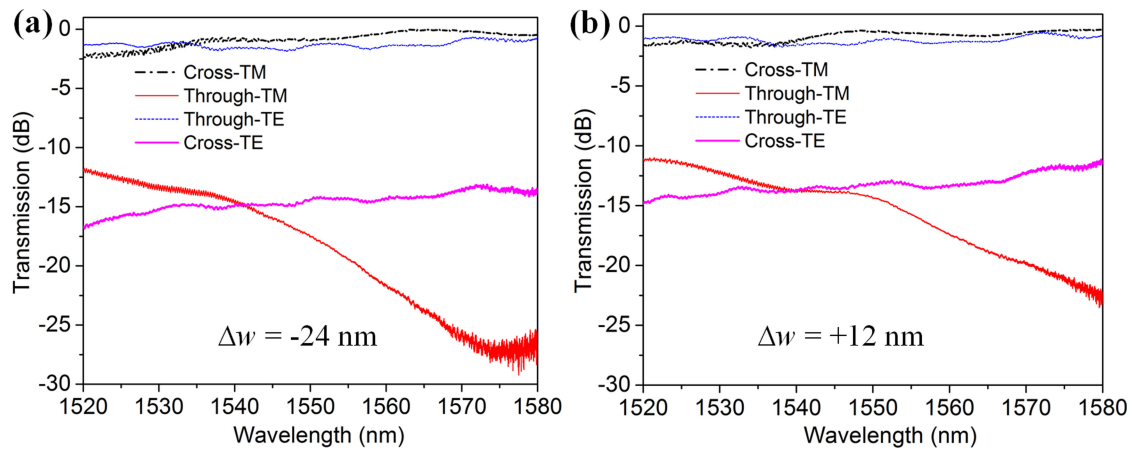 (a)
0
-5
-10
-15
-20
-25
-30
Transmission (dB)
Cross-TM
Through-TM
Through-TE
Cross-TE
Δw = -24 nm
1520 1530 1540 1550 1560 1570 1580
Wavelength (nm)
(b)
0
-5
-10
-15
-20
-25
-30
Transmission (dB)
Cross-TM
Through-TM
Through-TE
Cross-TE
Δw = +12 nm
1520 1530 1540 1550 1560 1570 1580
Wavelength (nm)